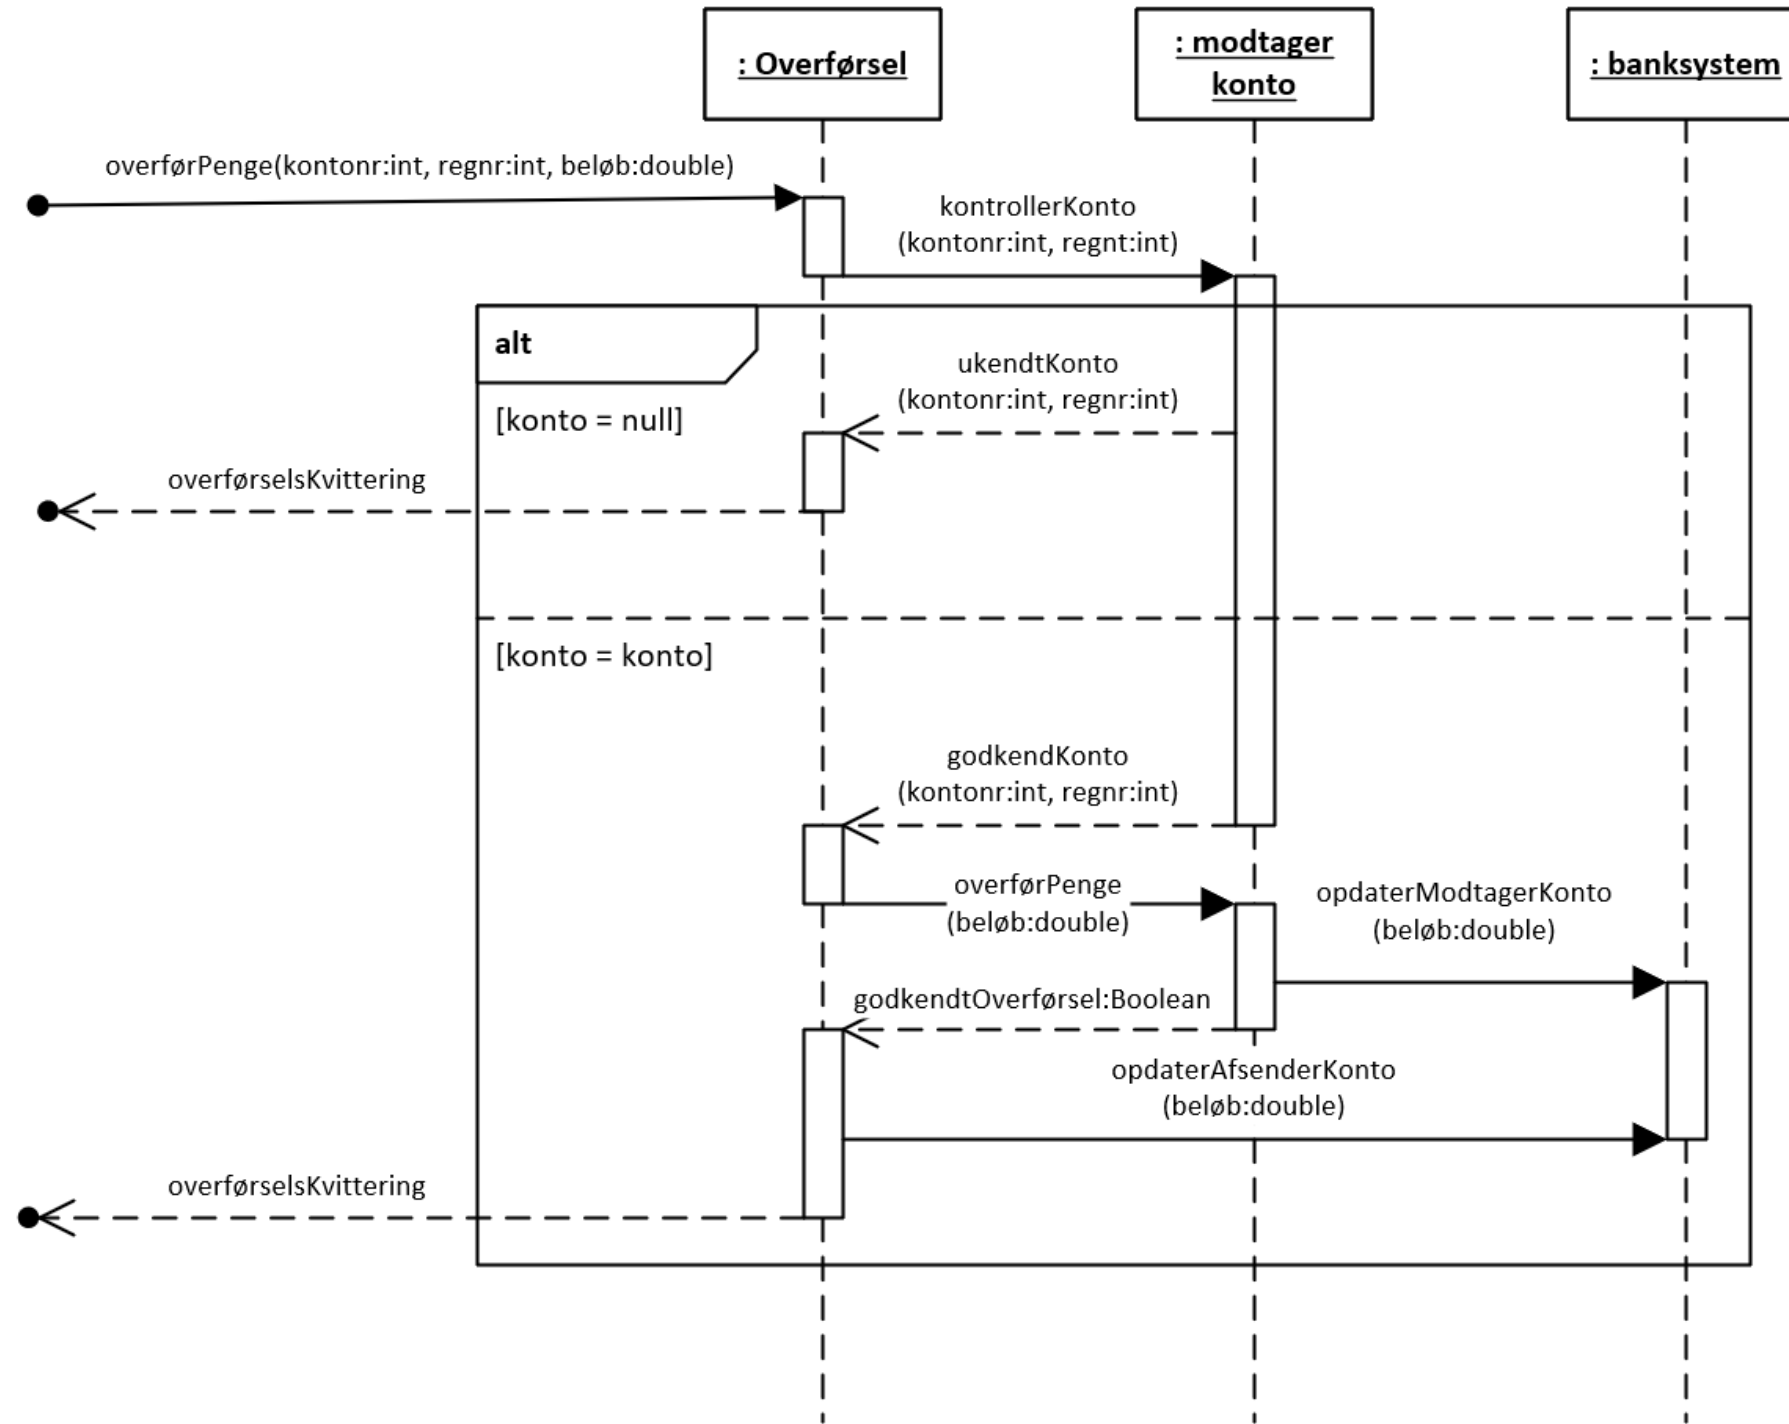 : Overførsel
: modtager
konto
: banksystem
overførPenge(kontonr:int, regnr:int, beløb:double)
kontrollerKonto
(kontonr:int, regnt:int)
alt
ukendtKonto
(kontonr:int, regnr:int)
[konto = null]
overførselsKvittering
[konto = konto]
godkendKonto
(kontonr:int, regnr:int)
overførPenge
(beløb:double)
opdaterModtagerKonto
(beløb:double)
godkendtOverførsel:Boolean
opdaterAfsenderKonto
(beløb:double)
overførselsKvittering